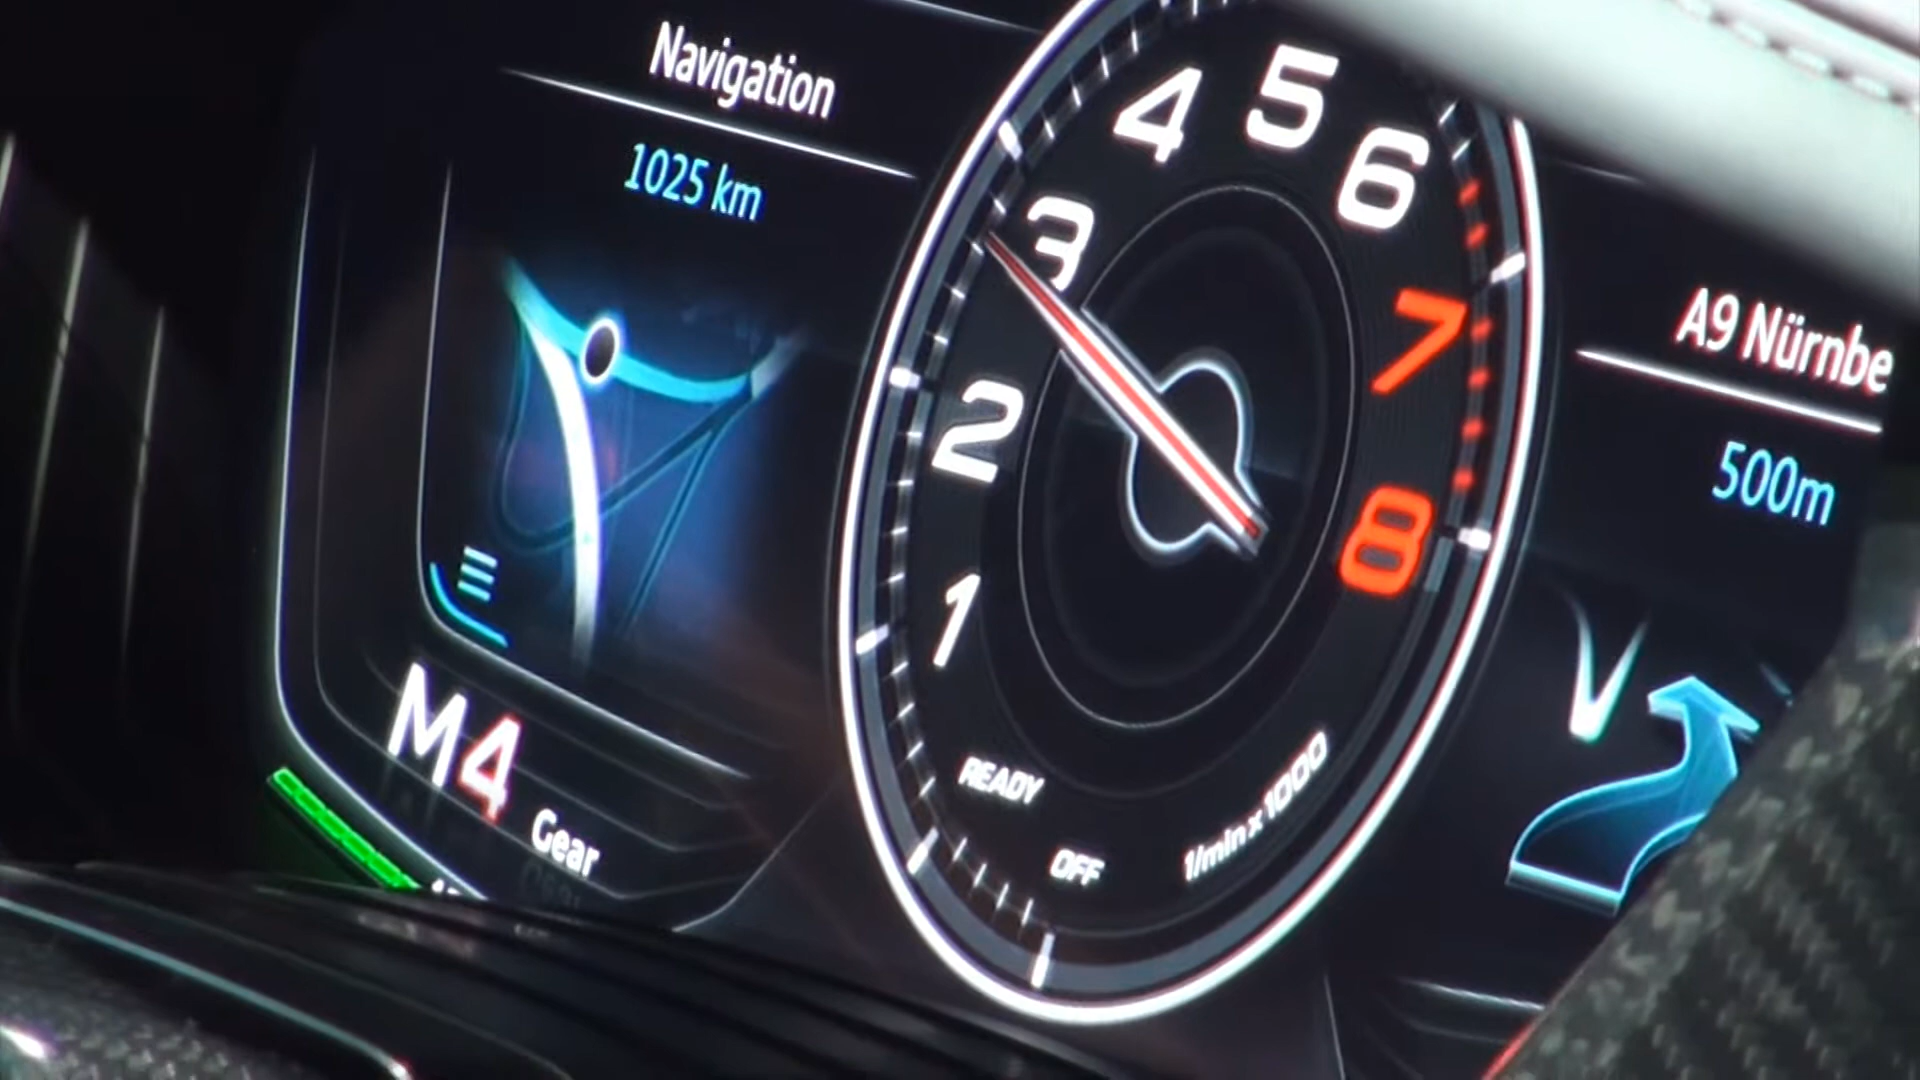 Navigation
1025 km
1
2
3
4
5
6
7
8
READY
OFF
1/min x 1000
M4
Gear
A9 Nürnbe
500m